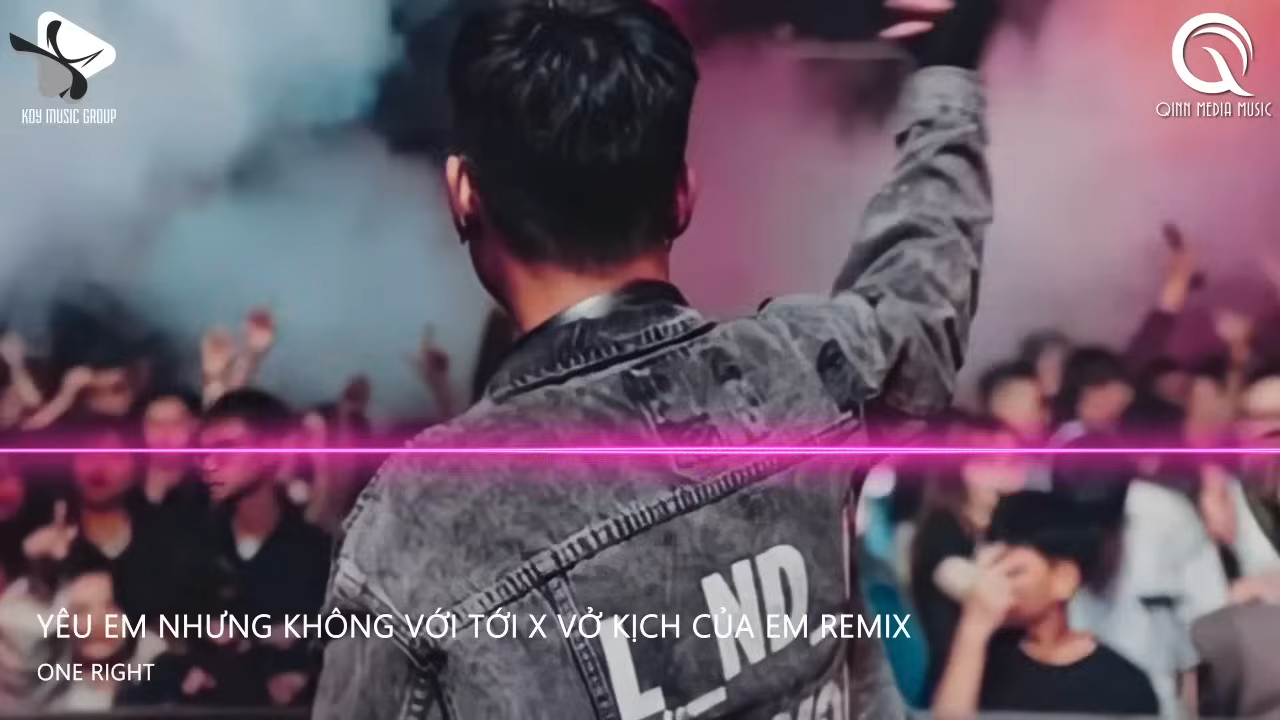 KDY MUSIC GROUP
QINN MEDIA MUSIC
L_ND
YÊU EM NHƯNG KHÔNG VỚI TỚI X VỞ KỊCH CỦA EM REMIX
ONE RIGHT